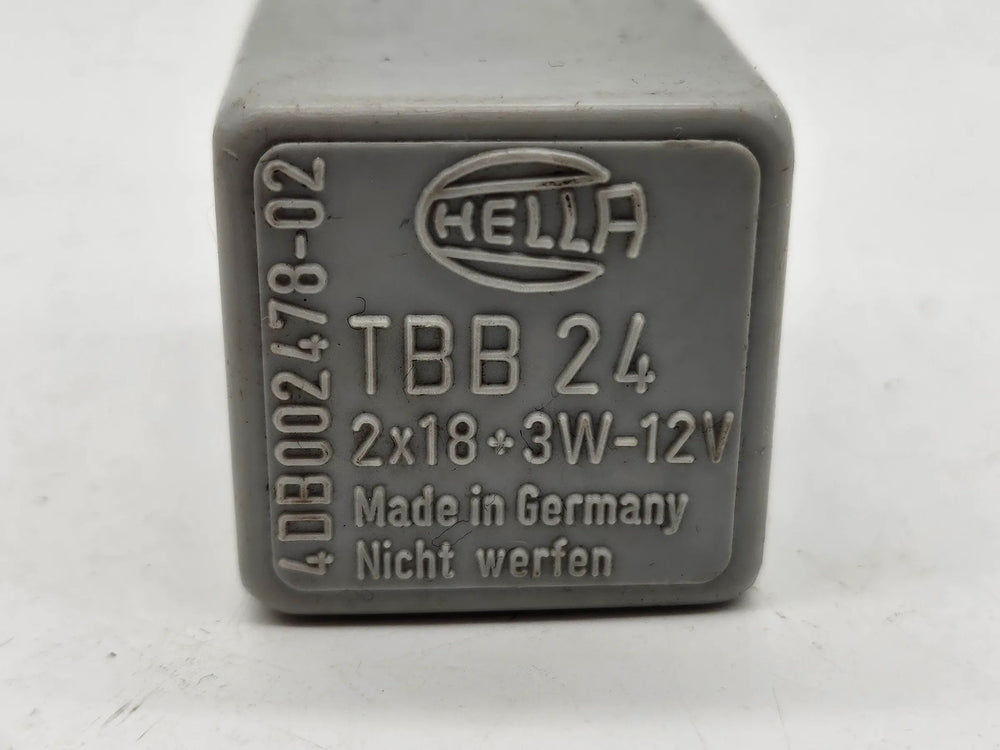 HELLA
TBB 24
2x18+3W-12V
Made in Germany
Nicht werfen
4DB002478-02